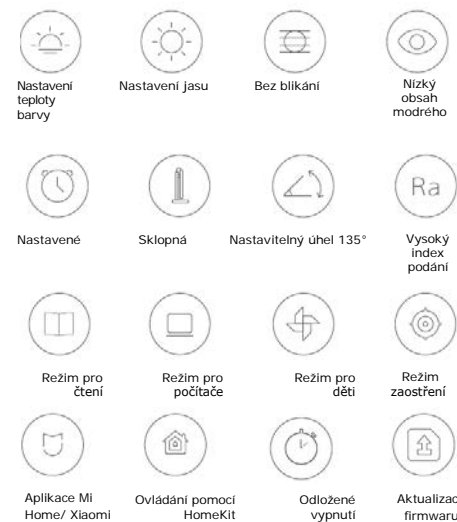 Nastavení teploty barvy
Nastavení jasu
Bez blikání
Nízký obsah modrého
Nastavené
Sklopná
Nastavitelný úhel 135°
Ra
Vysoký index podání
Režim pro čtení
Režim pro počítače
Režim pro děti
Režim zaostření
Aplikace Mi Home/ Xiaomi
Ovládání pomocí HomeKit
Odložené vypnutí
Aktualizac
firmwaru